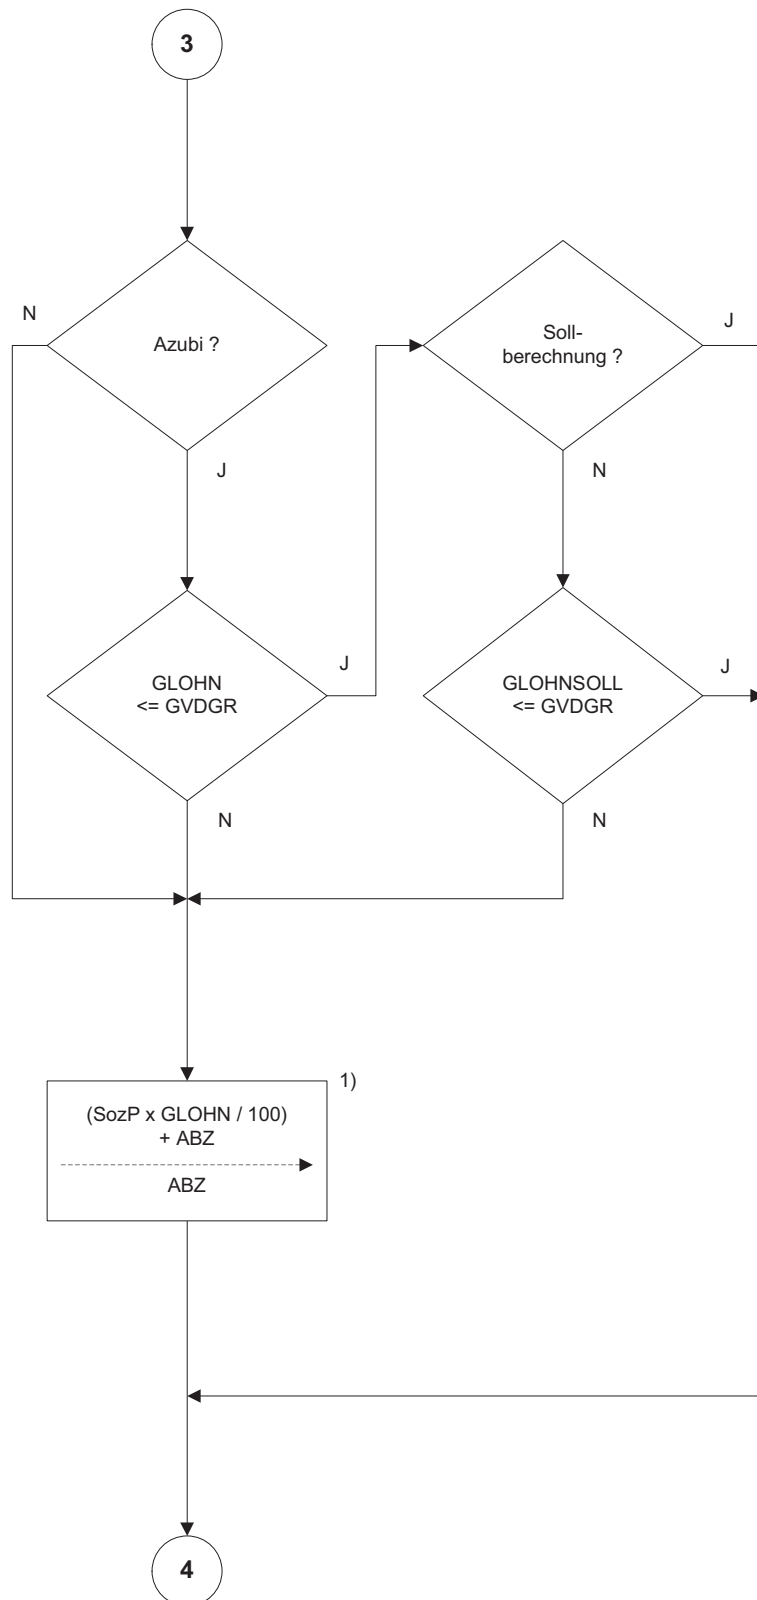 3
N
Azubi ?
J
Soll-
berechnung ?
J
N
GLOHN
<= GVDGR
J
N
GLOHNSOLL
<= GVDGR
J
N
1)
(SozP x GLOHN / 100)
+ ABZ
ABZ
4